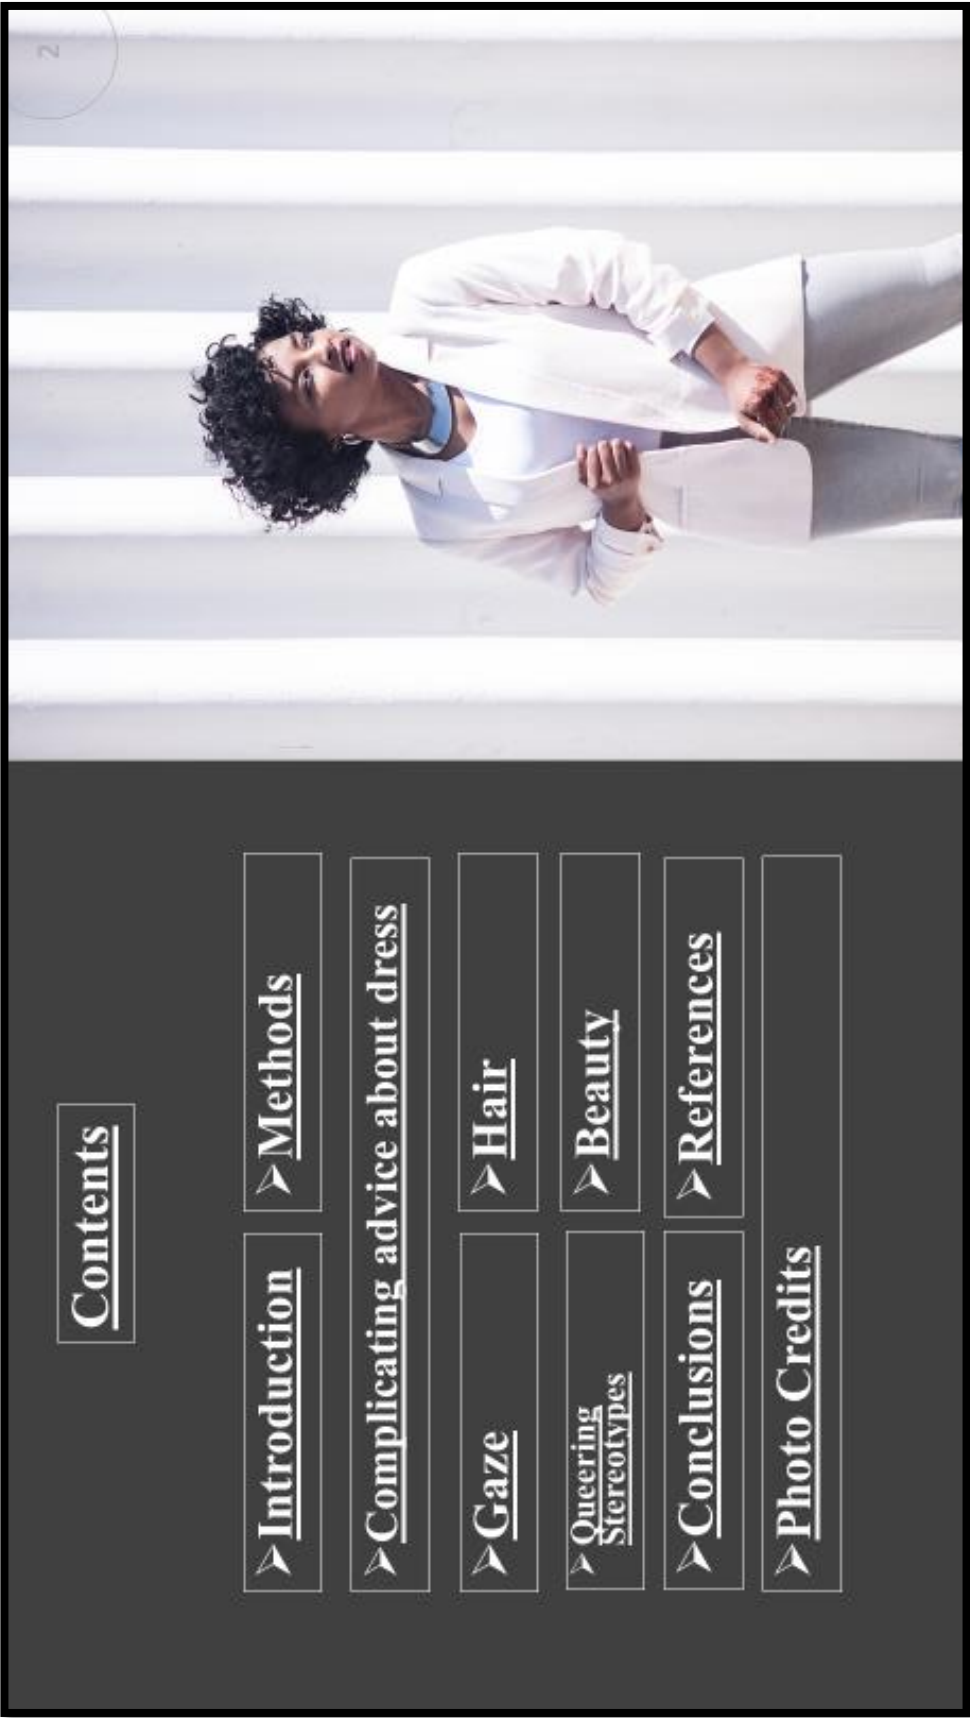 Contents
➢Introduction
➢Methods
➢Complicating advice about dress
➢Gaze
➢Hair
➢Queering
Stereotypes
➢Beauty
➢Conclusions
➢References
➢Photo Credits
2